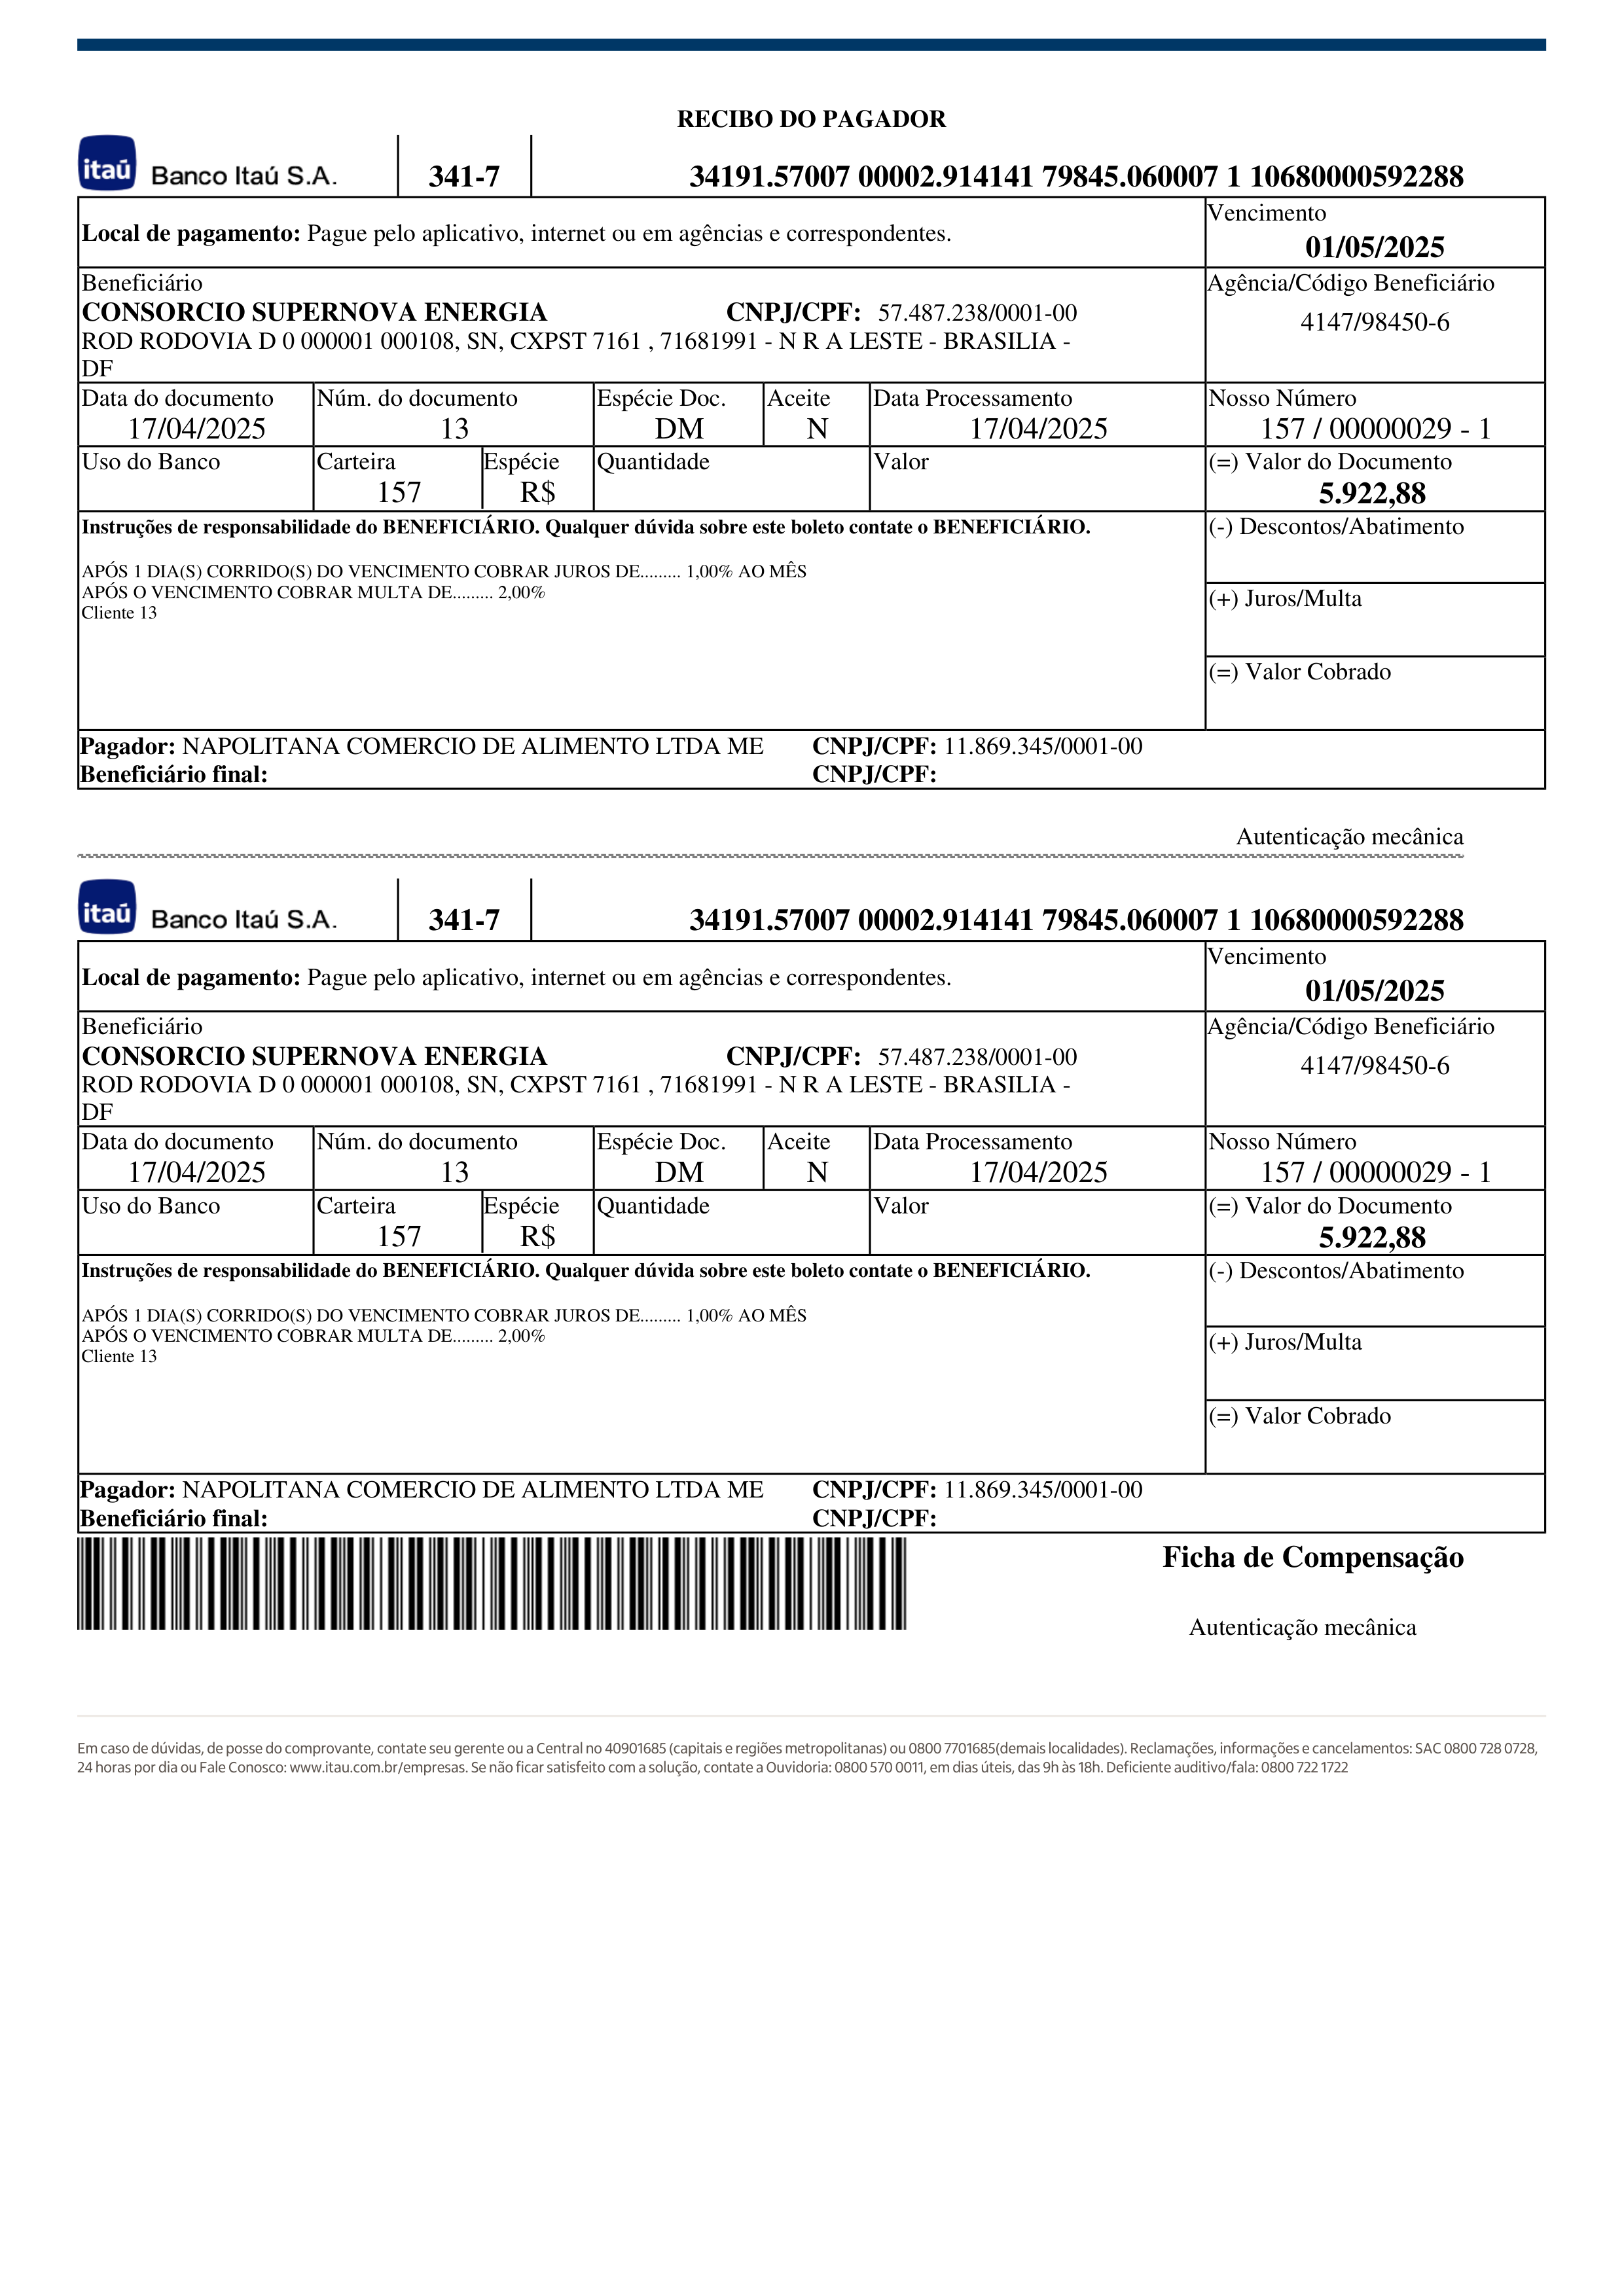 RECIBO DO PAGADOR
itaú Banco Itaú S.A. 341-7 34191.57007 00002.914141 79845.060007 1 10680000592288
Local de pagamento: Pague pelo aplicativo, internet ou em agências e correspondentes.
Vencimento
01/05/2025
Beneficiário
CONSORCIO SUPERNOVA ENERGIA CNPJ/CPF: 57.487.238/0001-00
ROD RODOVIA D 0 000001 000108, SN, CXPST 7161 , 71681991 - N R A LESTE - BRASILIA -
DF
Agência/Código Beneficiário
4147/98450-6
Data do documento Núm. do documento Espécie Doc. Aceite Data Processamento Nosso Número
17/04/2025 13 DM N 17/04/2025 157 / 00000029 - 1
Uso do Banco Carteira Espécie Quantidade Valor (=) Valor do Documento
157 R$ 5.922,88
Instruções de responsabilidade do BENEFICIÁRIO. Qualquer dúvida sobre este boleto contate o BENEFICIÁRIO.
APÓS 1 DIA(S) CORRIDO(S) DO VENCIMENTO COBRAR JUROS DE......... 1,00% AO MÊS
APÓS O VENCIMENTO COBRAR MULTA DE......... 2,00%
Cliente 13
(-) Descontos/Abatimento
(+) Juros/Multa
(=) Valor Cobrado
Pagador: NAPOLITANA COMERCIO DE ALIMENTO LTDA ME CNPJ/CPF: 11.869.345/0001-00
Beneficiário final: CNPJ/CPF:
Autenticação mecânica
itaú Banco Itaú S.A. 341-7 34191.57007 00002.914141 79845.060007 1 10680000592288
Local de pagamento: Pague pelo aplicativo, internet ou em agências e correspondentes.
Vencimento
01/05/2025
Beneficiário
CONSORCIO SUPERNOVA ENERGIA CNPJ/CPF: 57.487.238/0001-00
ROD RODOVIA D 0 000001 000108, SN, CXPST 7161 , 71681991 - N R A LESTE - BRASILIA -
DF
Agência/Código Beneficiário
4147/98450-6
Data do documento Núm. do documento Espécie Doc. Aceite Data Processamento Nosso Número
17/04/2025 13 DM N 17/04/2025 157 / 00000029 - 1
Uso do Banco Carteira Espécie Quantidade Valor (=) Valor do Documento
157 R$ 5.922,88
Instruções de responsabilidade do BENEFICIÁRIO. Qualquer dúvida sobre este boleto contate o BENEFICIÁRIO.
APÓS 1 DIA(S) CORRIDO(S) DO VENCIMENTO COBRAR JUROS DE......... 1,00% AO MÊS
APÓS O VENCIMENTO COBRAR MULTA DE......... 2,00%
Cliente 13
(-) Descontos/Abatimento
(+) Juros/Multa
(=) Valor Cobrado
Pagador: NAPOLITANA COMERCIO DE ALIMENTO LTDA ME CNPJ/CPF: 11.869.345/0001-00
Beneficiário final: CNPJ/CPF:
Ficha de Compensação
Autenticação mecânica
Em caso de dúvidas, de posse do comprovante, contate seu gerente ou a Central no 40901685 (capitais e regiões metropolitanas) ou 0800 7701685(demais localidades). Reclamações, informações e cancelamentos: SAC 0800 728 0728,
24 horas por dia ou Fale Conosco: www.itau.com.br/empresas. Se não ficar satisfeito com a solução, contate a Ouvidoria: 0800 570 0011, em dias úteis, das 9h às 18h. Deficiente auditivo/fala: 0800 722 1722